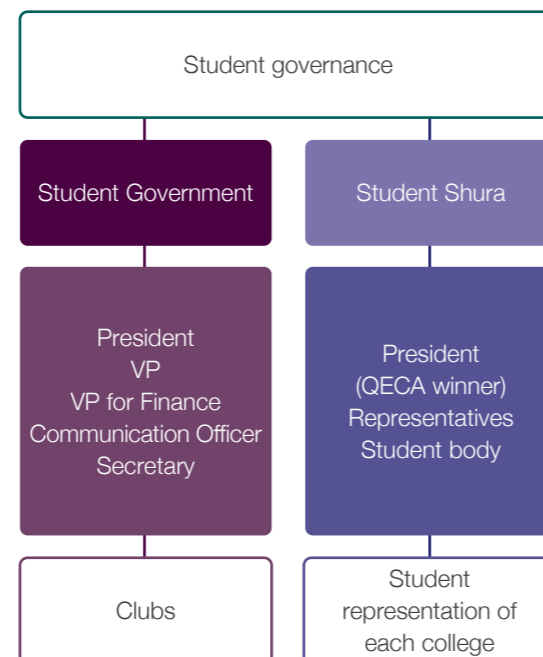 Student governance
Student Government
Student Shura
President
VP
VP for Finance
Communication Officer
Secretary
President
(QECA winner)
Representatives
Student body
Clubs
Student
representation of
each college